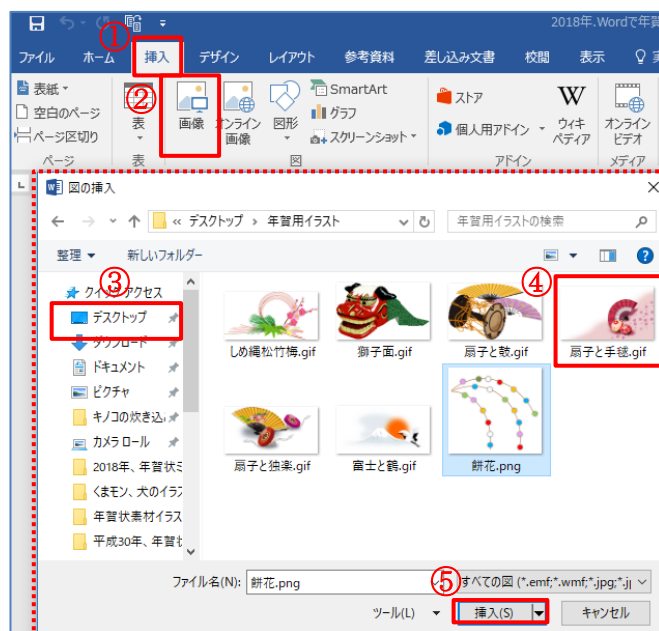 2018年.Wordで年賀
①
ファイル ホーム 挿入 デザイン レイアウト 参考資料 差し込み文書 校閲 表示
②
表紙
空白のページ
ページ区切り
ページ
表
表
画像
オンライン
画像
図形
SmartArt
グラフ
スクリーンショット
図
ストア
個人用アドイン
アドイン
W
ウィキ
ペディア
オンライン
ビデオ
メディア
図の挿入
« デスクトップ › 年賀用イラスト
年賀用イラストの検索
整理 新しいフォルダー
③
④
クイック アクセス
デスクトップ
ダウンロード
ドキュメント
ピクチャ
キノコの炊き込
カメラロール
2018年、年賀状ミ
くまモン、犬のイラス
年賀状素材イラス
平成30年、年賀状
しめ縄松竹梅.gif
獅子面.gif
扇子と鼓.gif
扇子と手毬.gif
扇子と独楽.gif
富士と鶴.gif
餅花.png
ファイル名(N): 餅花.png
⑤
すべての図 (*.emf;*.wmf;*.jpg;*.j
ツール(L) 挿入(S) キャンセル